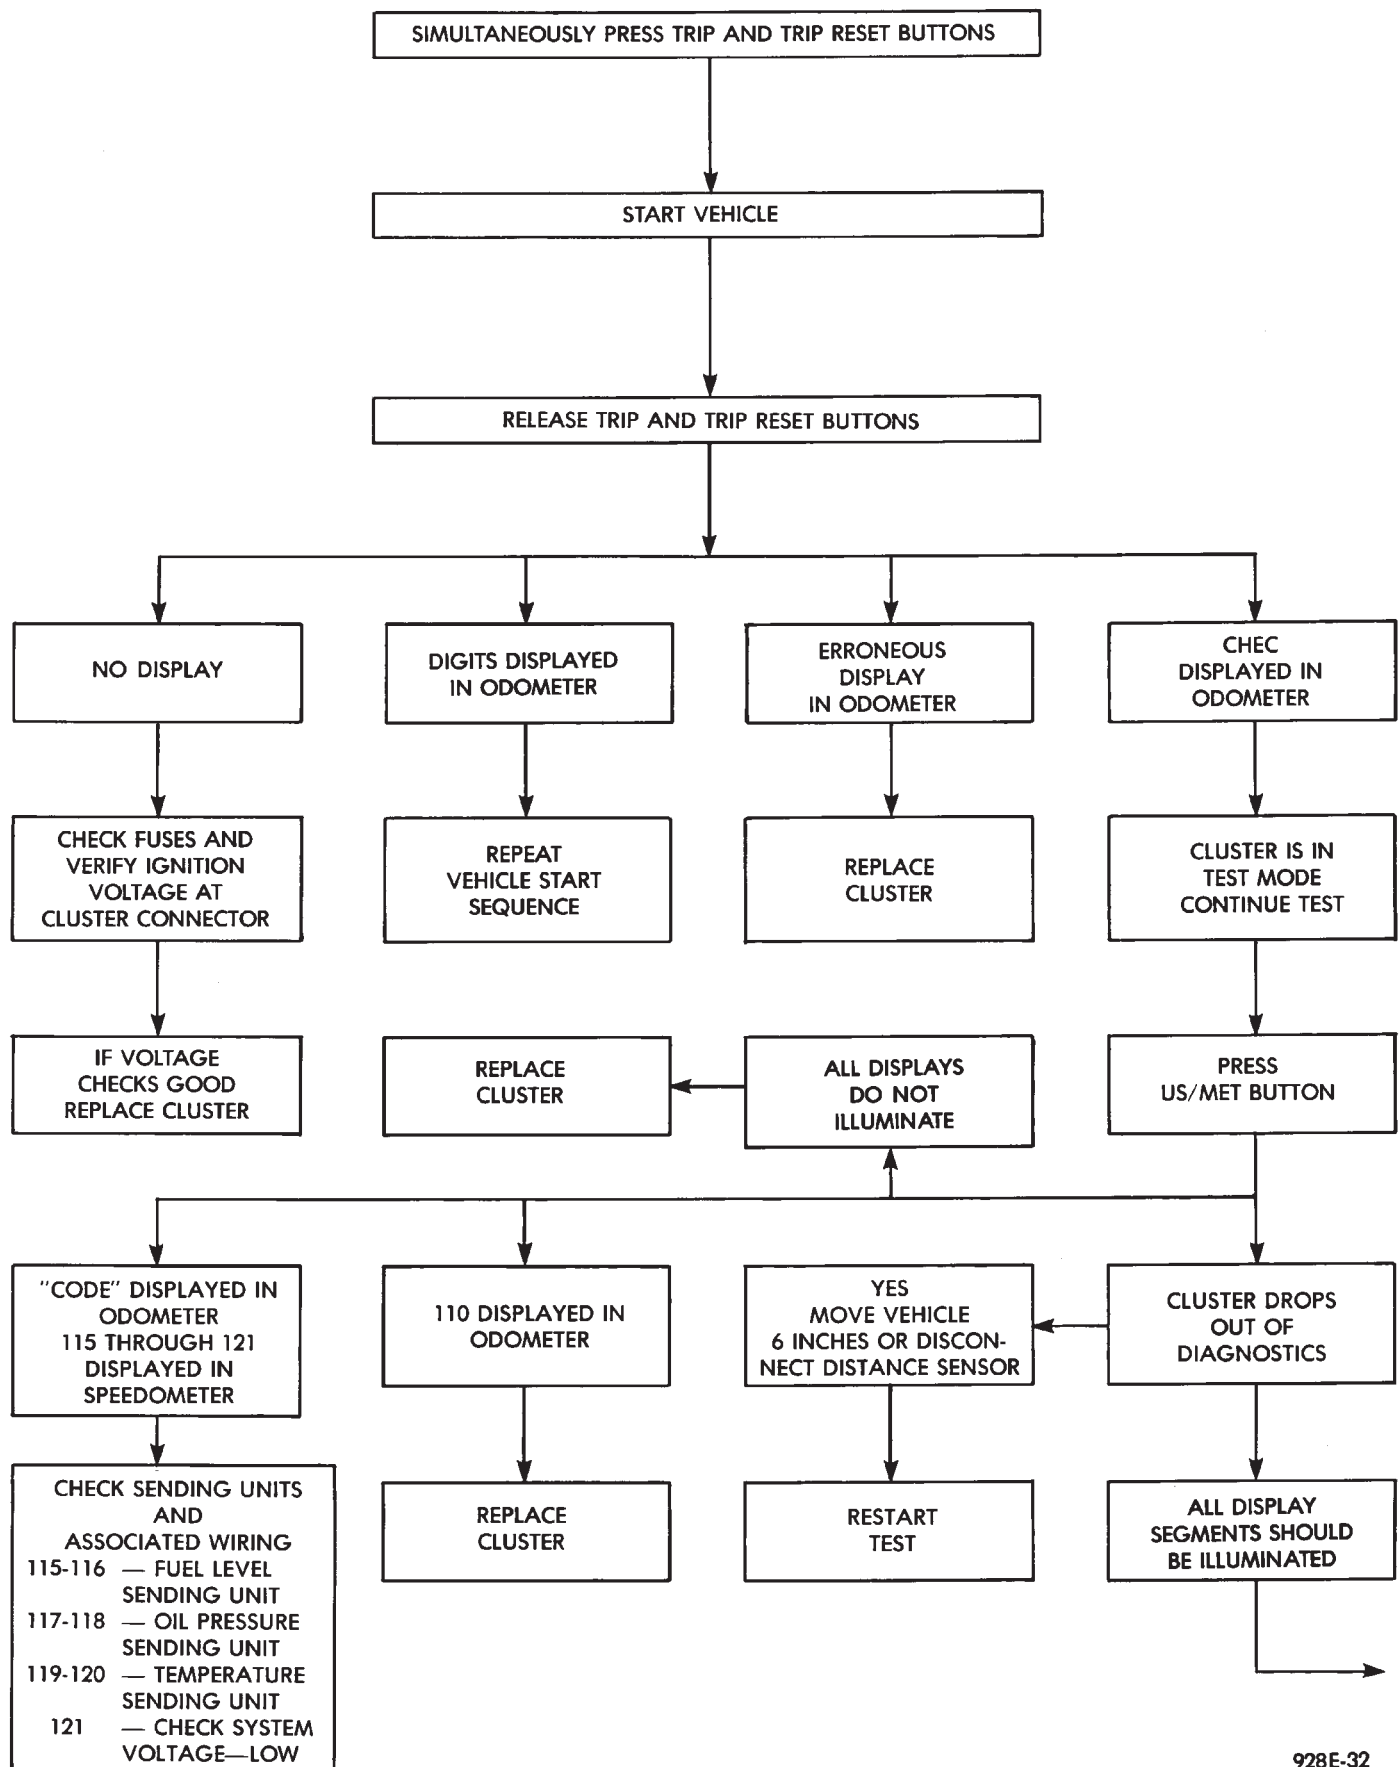 SIMULTANEOUSLY PRESS TRIP AND TRIP RESET BUTTONS
START VEHICLE
RELEASE TRIP AND TRIP RESET BUTTONS
NO DISPLAY
DIGITS DISPLAYED
IN ODOMETER
ERRONEOUS
DISPLAY
IN ODOMETER
CHEC
DISPLAYED IN
ODOMETER
CHECK FUSES AND
VERIFY IGNITION
VOLTAGE AT
CLUSTER CONNECTOR
REPEAT
VEHICLE START
SEQUENCE
REPLACE
CLUSTER
CLUSTER IS IN
TEST MODE
CONTINUE TEST
IF VOLTAGE
CHECKS GOOD
REPLACE CLUSTER
REPLACE
CLUSTER
ALL DISPLAYS
DO NOT
ILLUMINATE
PRESS
US/MET BUTTON
"CODE" DISPLAYED IN
ODOMETER
115 THROUGH 121
DISPLAYED IN
SPEEDOMETER
110 DISPLAYED IN
ODOMETER
YES
MOVE VEHICLE
6 INCHES OR DISCON-
NECT DISTANCE SENSOR
CLUSTER DROPS
OUT OF
DIAGNOSTICS
CHECK SENDING UNITS
AND
ASSOCIATED WIRING
115-116 — FUEL LEVEL
SENDING UNIT
117-118 — OIL PRESSURE
SENDING UNIT
119-120 — TEMPERATURE
SENDING UNIT
121 — CHECK SYSTEM
VOLTAGE—LOW
REPLACE
CLUSTER
RESTART
TEST
ALL DISPLAY
SEGMENTS SHOULD
BE ILLUMINATED
928E-32